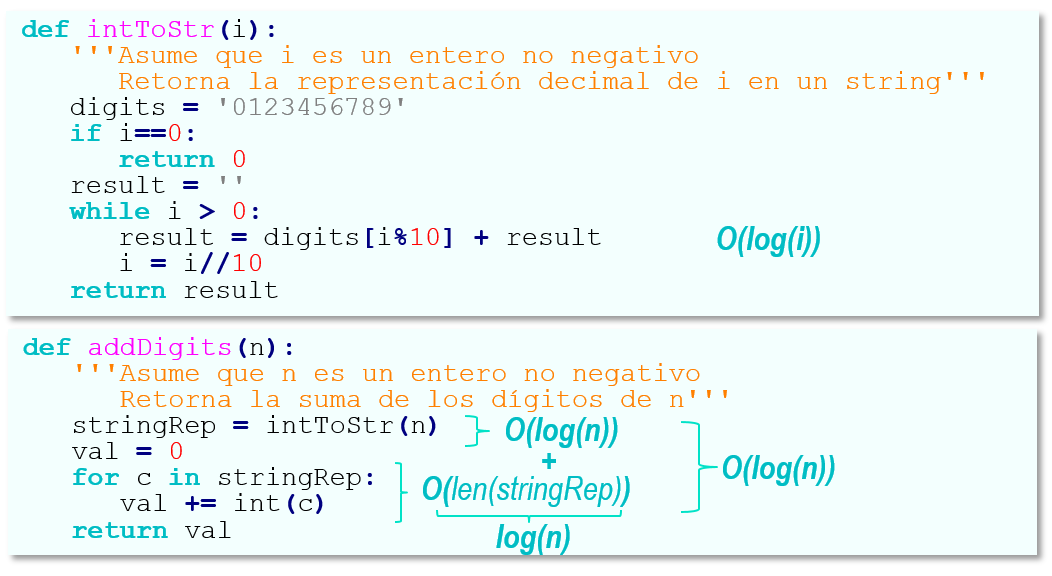 def intToStr(i):
'''Asume que i es un entero no negativo
Retorna la representación decimal de i en un string'''
digits = '0123456789'
if i==0:
return 0
result = ''
while i > 0:
result = digits[i%10] + result
O(log(i))
i = i//10
return result
def addDigits(n):
'''Asume que n es un entero no negativo
Retorna la suma de los dígitos de n'''
stringRep = intToStr(n)
O(log(n))
val = 0
+
for c in stringRep:
O(log(n))
val += int(c)
O(len(stringRep))
return val
log(n)